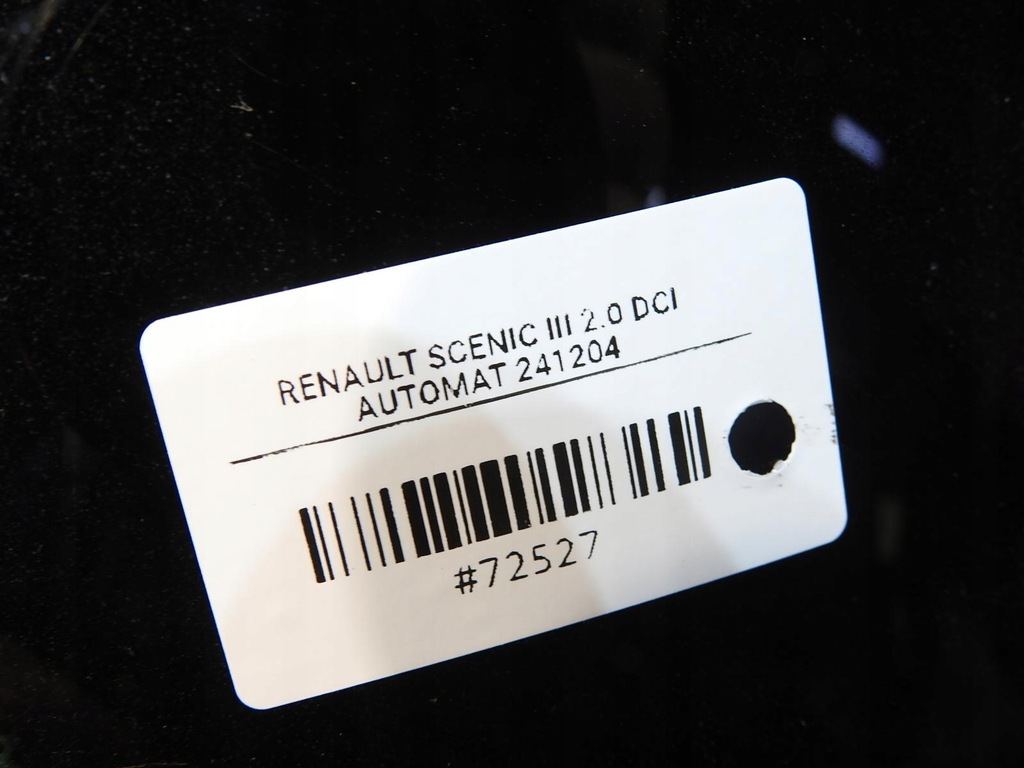 RENAULT SCENIC III 2.0 DCI
AUTOMAT 241204
#72527